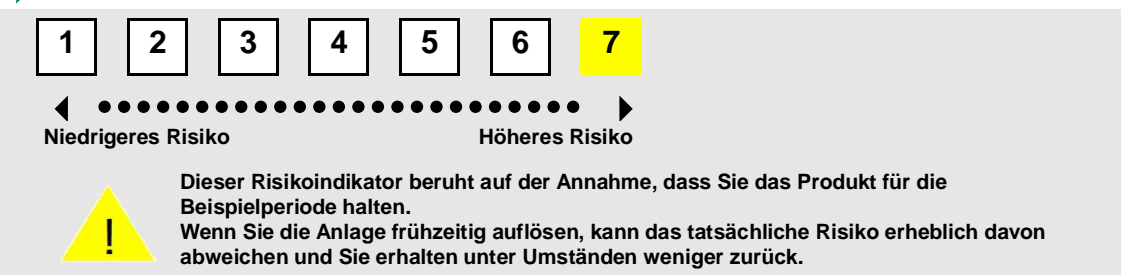 1 2 3 4 5 6 7
Niedrigeres Risiko Höheres Risiko
Dieser Risikoindikator beruht auf der Annahme, dass Sie das Produkt für die
Beispielperiode halten.
!
Wenn Sie die Anlage frühzeitig auflösen, kann das tatsächliche Risiko erheblich davon
abweichen und Sie erhalten unter Umständen weniger zurück.